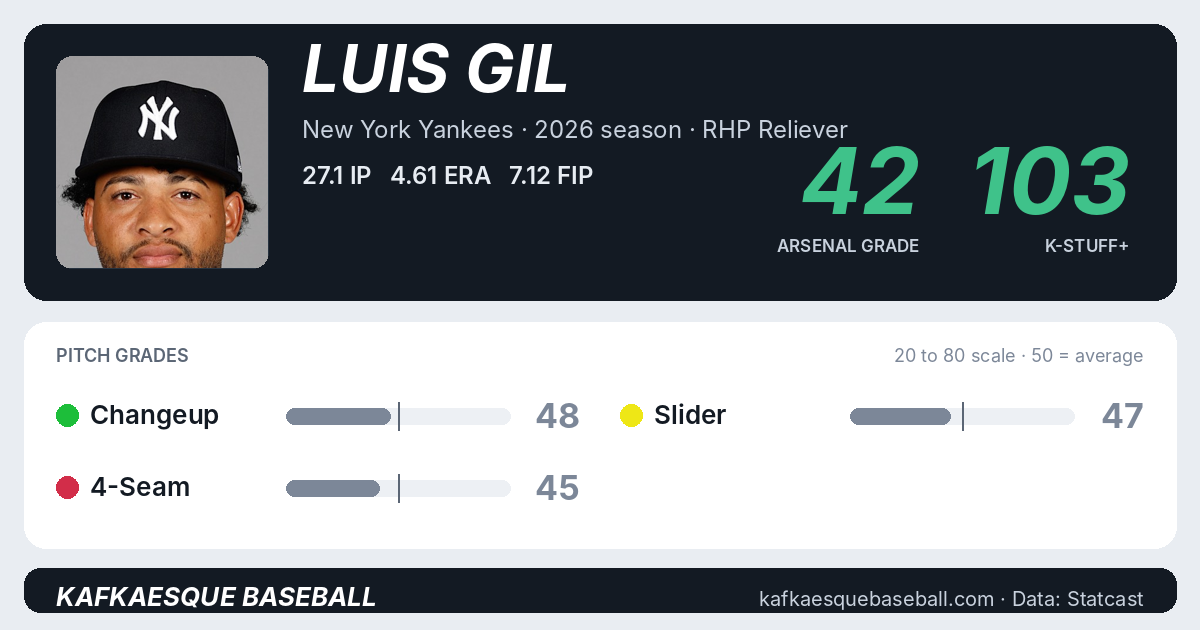 LUIS GIL
New York Yankees · 2026 season · RHP Reliever
27.1 IP 4.61 ERA 7.12 FIP
42 103
ARSENAL GRADE K-STUFF+
NY
PITCH GRADES 20 to 80 scale · 50 = average
Changeup 48 Slider 47
4-Seam 45
KAFKAESQUE BASEBALL kafkaesquebaseball.com · Data: Statcast